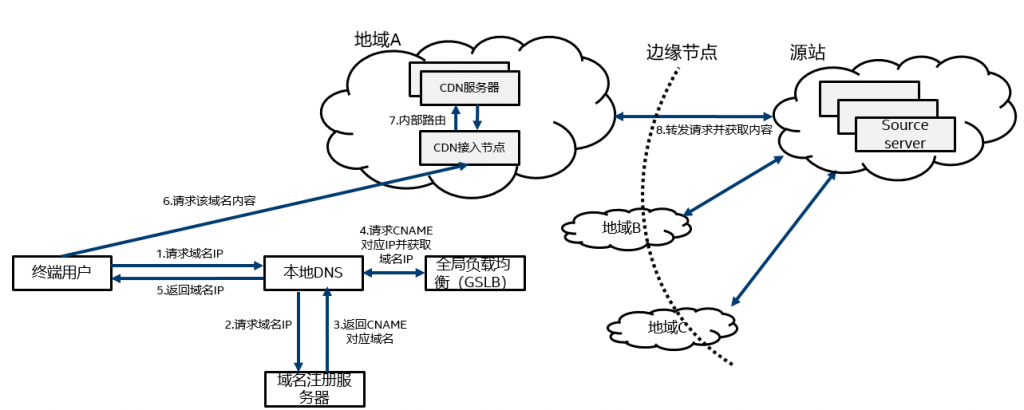 地域A
边缘节点
源站
CDN服务器
7.内部路由
8.转发请求并获取内容
Source
server
CDN接入节点
6.请求该域名内容
地域B
4.请求CNAME
对应IP并获取
域名IP
1.请求域名IP
终端用户
本地DNS
全局负载均
衡（GSLB）
5.返回域名IP
2.请求域名IP
3.返回CNAME
对应域名
地域C
域名注册服
务器